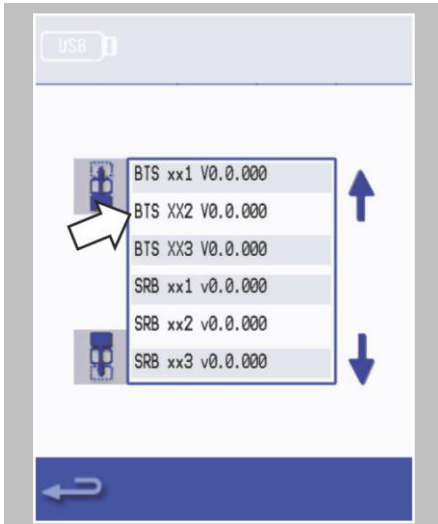 USB
BTS xx1 V0.0.000
BTS XX2 V0.0.000
BTS XX3 V0.0.000
SRB xx1 v0.0.000
SRB xx2 v0.0.000
SRB xx3 v0.0.000